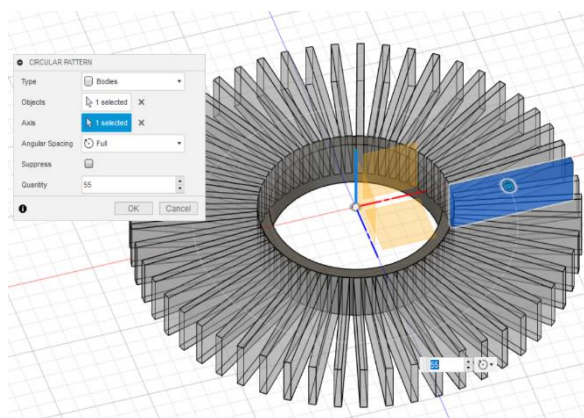 CIRCULAR PATTERN
Type Bodies
Objects 1 selected
Axis 1 selected
Angular Spacing Full
Suppress
Quantity 55
OK Cancel
55